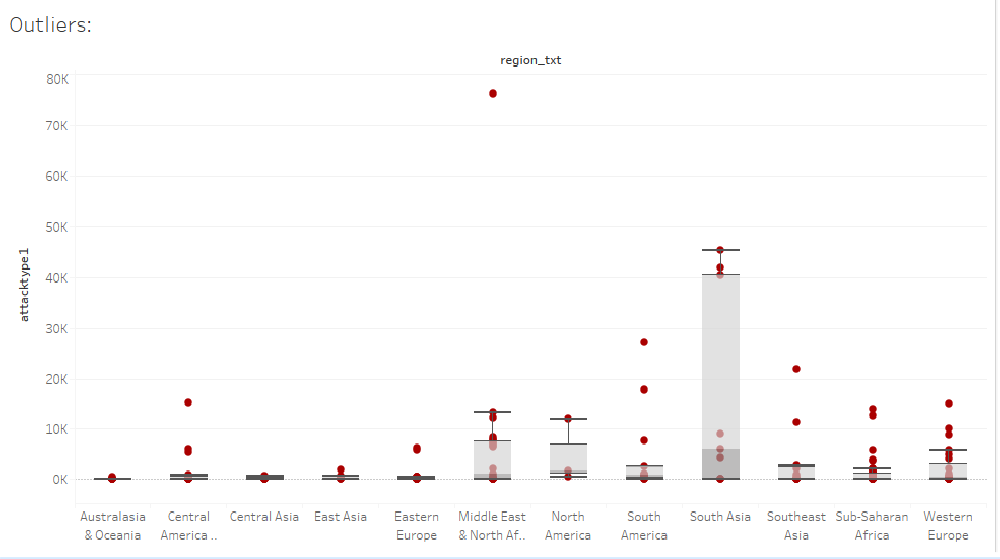 Outliers:
region_txt
80K
70K
60K
50K
40K
30K
20K
10K
0K
attacktype1
Australasia & Oceania
Central America ..
Central Asia
East Asia
Eastern Europe
Middle East & North Af..
North America
South America
South Asia
Southeast Asia
Sub-Saharan Africa
Western Europe